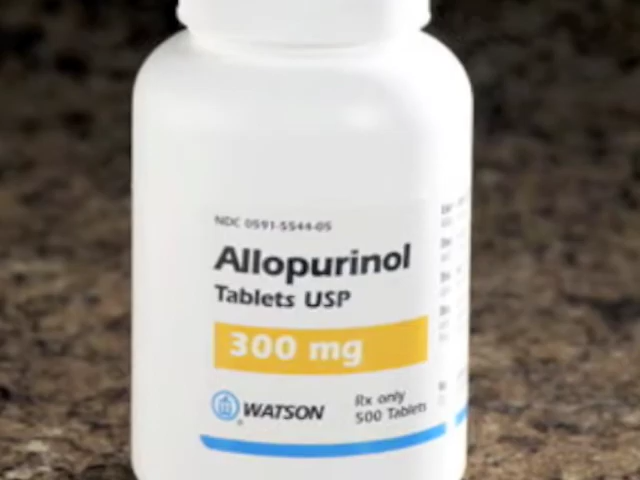 NDC 0591-5544-05
Allopurinol
Tablets USP
300 mg
WATSON
Rx only
500 Tablets